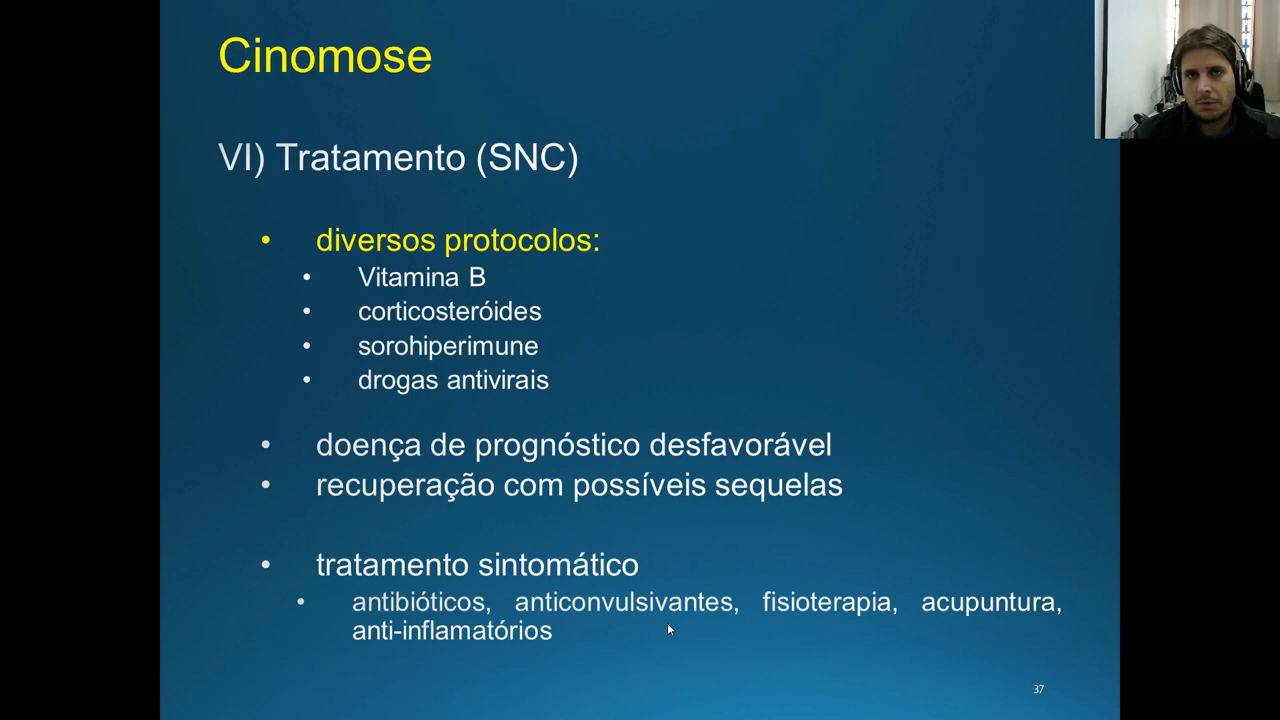 Cinomose
VI) Tratamento (SNC)
• diversos protocolos:
• Vitamina B
• corticosteróides
• sorohiperimune
• drogas antivirais
• doença de prognóstico desfavorável
• recuperação com possíveis sequelas
• tratamento sintomático
• antibióticos, anticonvulsivantes, fisioterapia, acupuntura,
anti-inflamatórios
37